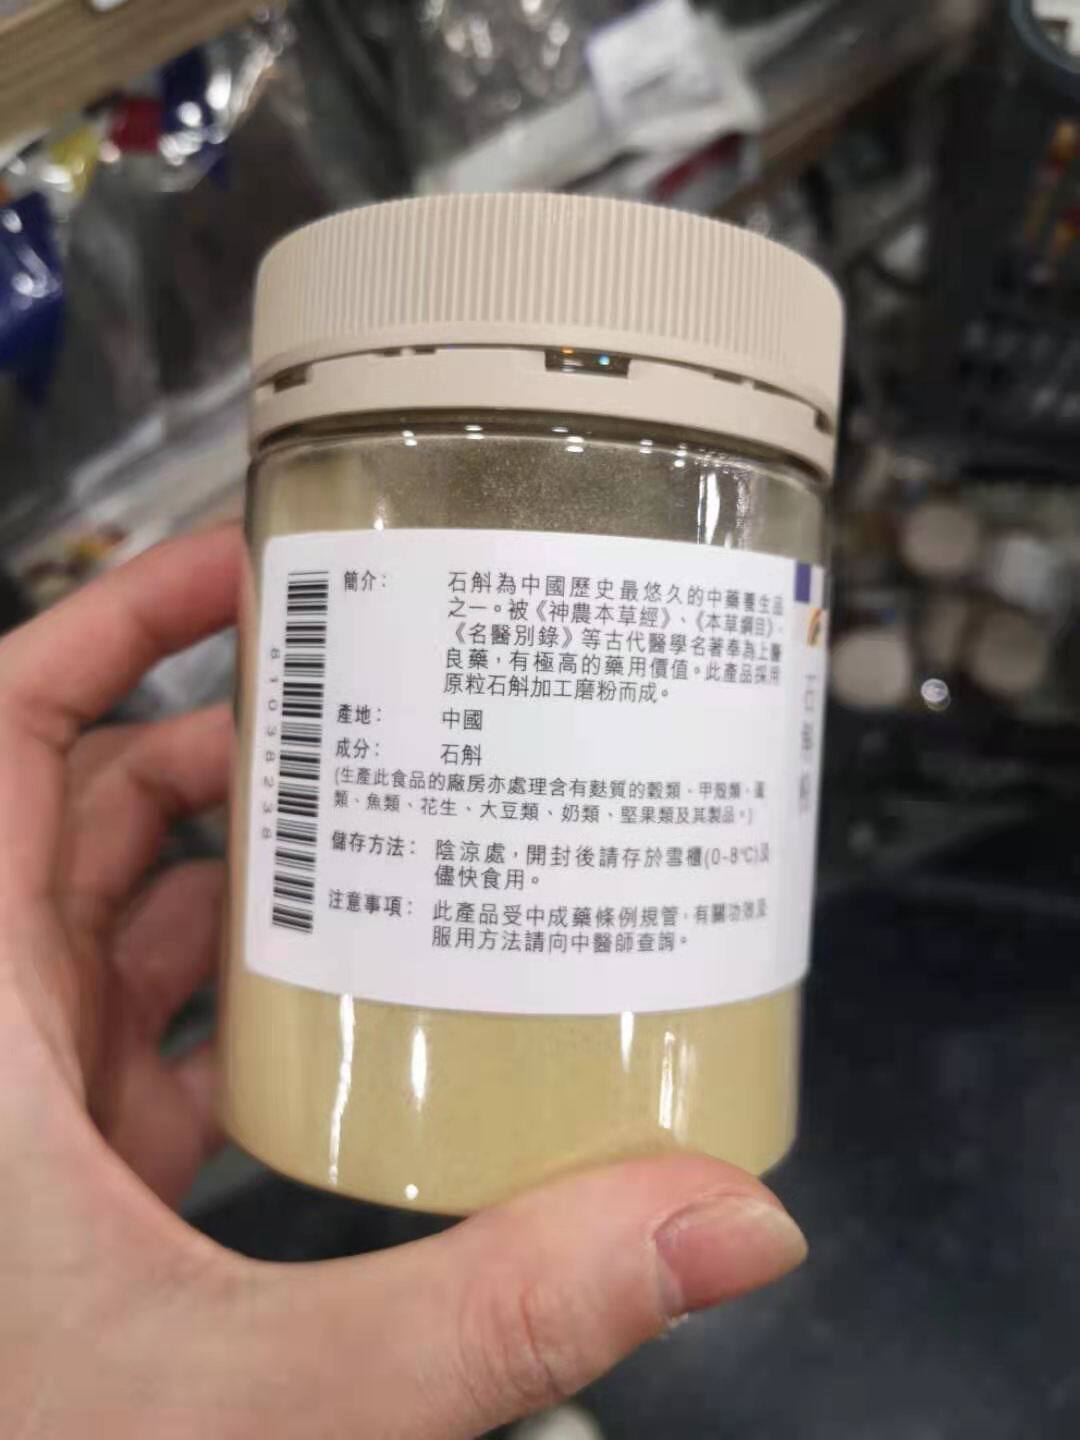 簡介： 石斛為中國歷史最悠久的中藥養生品
之一。被《神農本草經》、《本草綱目》、
《名醫別錄》等古代醫學名著奉為上醫
良藥，有極高的藥用價值。此產品採用
原粒石斛加工磨粉而成。
產地： 中國
成分： 石斛
(生產此食品的廠房亦處理含有麩質的穀類、甲殼類、蛋
類、魚類、花生、大豆類、奶類、堅果類及其製品。)
儲存方法： 陰涼處，開封後請存於雪櫃(0-8℃)及
儘快食用。
注意事項： 此產品受中成藥條例規管，有關功效及
服用方法請向中醫師查詢。